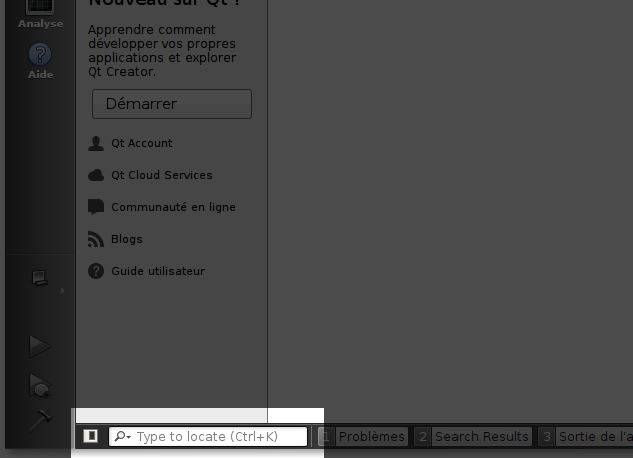 Analyse
Aide
Nouveau sur Qt ?
Apprendre comment
développer vos propres
applications et explorer
Qt Creator.
Démarrer
Qt Account
Qt Cloud Services
Communauté en ligne
Blogs
Guide utilisateur
Type to locate (Ctrl+K)
1 Problèmes
2 Search Results
3 Sortie de l'a